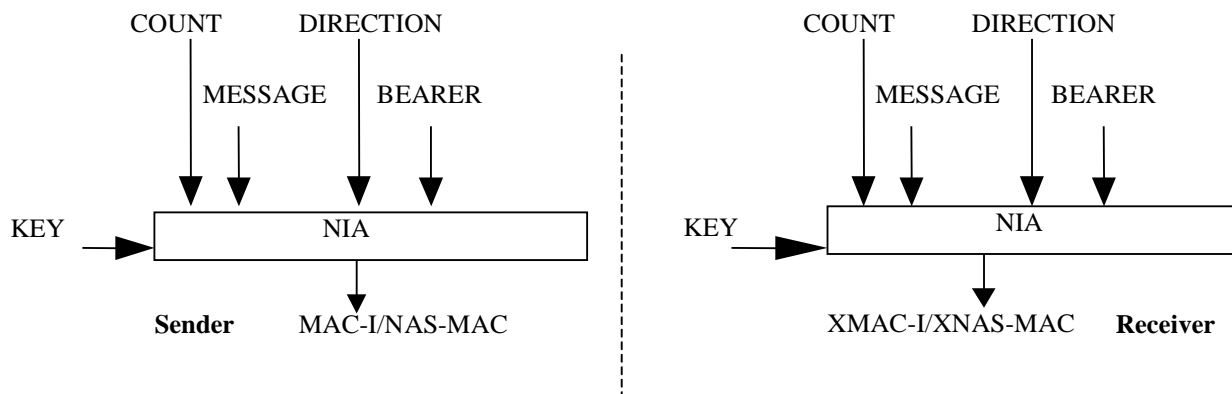 COUNT DIRECTION
MESSAGE BEARER
KEY NIA
Sender MAC-I/NAS-MAC
COUNT DIRECTION
MESSAGE BEARER
KEY NIA
XMAC-I/XNAS-MAC Receiver